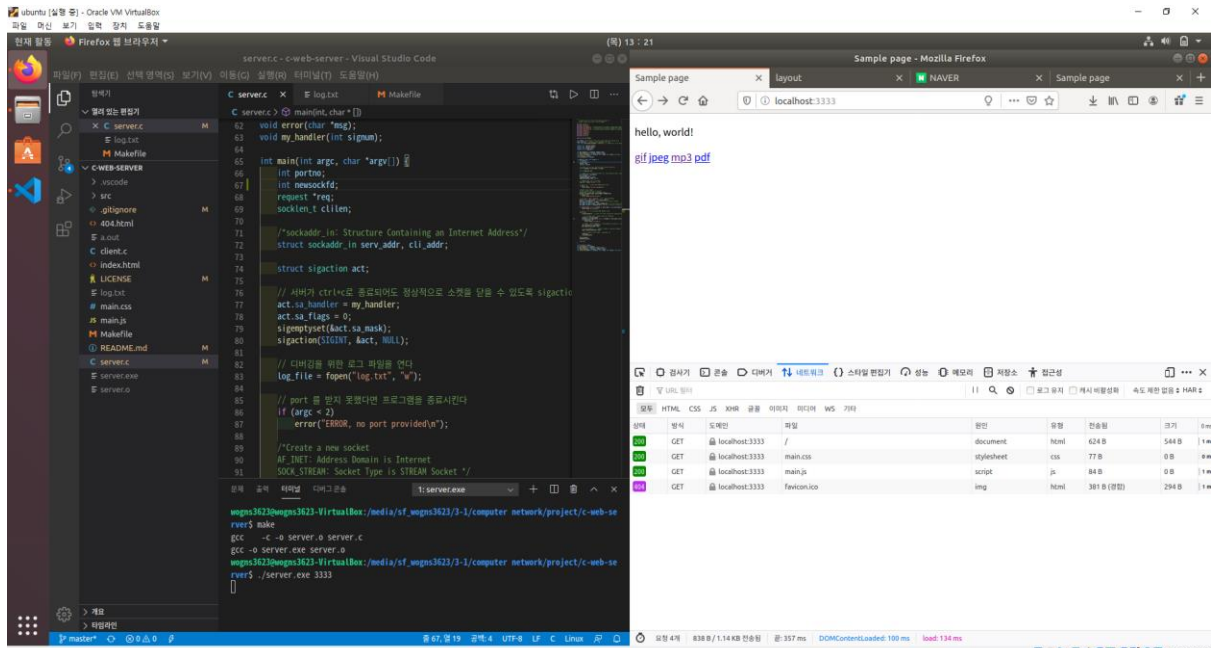 ubuntu [실행 중] - Oracle VM VirtualBox
파일 머신 보기 입력 장치 도움말
현재 활동 Firefox 웹 브라우저 (목) 13 : 21
server.c - c-web-server - Visual Studio Code
파일(F) 편집(E) 선택 영역(S) 보기(V) 이동(G) 실행(R) 터미널(T) 도움말(H)
탐색기
열려 있는 편집기
server.c M
log.txt
Makefile
C-WEB-SERVER
.vscode
src
.gitignore M
404.html
a.out
client.c
index.html
LICENSE M
log.txt
main.css
main.js
Makefile
README.md M
server.c M
server.exe
server.o
개요
타임라인
server.c log.txt Makefile
server.c > main(int, char * [])
62 void error(char *msg);
63 void my_handler(int signum);
64
65 int main(int argc, char *argv[]) {
66 int portno;
67 int newsockfd;
68 request *req;
69 socklen_t clilen;
70
71 /*sockaddr_in: Structure Containing an Internet Address*/
72 struct sockaddr_in serv_addr, cli_addr;
73
74 struct sigaction act;
75
76 // 서버가 ctrl+c로 종료되어도 정상적으로 소켓을 닫을 수 있도록 sigactio
77 act.sa_handler = my_handler;
78 act.sa_flags = 0;
79 sigemptyset(&act.sa_mask);
80 sigaction(SIGINT, &act, NULL);
81
82 // 디버깅을 위한 로그 파일을 연다
83 log_file = fopen("log.txt", "w");
84
85 // port 를 받지 못했다면 프로그램을 종료시킨다
86 if (argc < 2)
87 error("ERROR, no port provided\n");
88
89 /*Create a new socket
90 AF_INET: Address Domain is Internet
91 SOCK_STREAM: Socket Type is STREAM Socket */
문제 출력 터미널 디버그 콘솔 1: server.exe
wogns3623@wogns3623-VirtualBox:/media/sf_wogns3623/3-1/computer network/project/c-web-se
rver$ make
gcc -c -o server.o server.c
gcc -o server.exe server.o
wogns3623@wogns3623-VirtualBox:/media/sf_wogns3623/3-1/computer network/project/c-web-se
rver$ ./server.exe 3333
master* 0 0 0 줄 67, 열 19 공백: 4 UTF-8 LF C Linux
Sample page - Mozilla Firefox
Sample page layout NAVER Sample page
localhost:3333
hello, world!
gif jpeg mp3 pdf
검사기 콘솔 디버거 네트워크 스타일 편집기 성능 메모리 저장소 접근성
URL 필터 로그 유지 캐시 비활성화 속도 제한 없음 HAR
모두 HTML CSS JS XHR 글꼴 이미지 미디어 WS 기타
상태 방식 도메인 파일 원인 유형 전송됨 크기
200 GET localhost:3333 / document html 624 B 544 B
200 GET localhost:3333 main.css stylesheet css 77 B 0 B
200 GET localhost:3333 main.js script js 84 B 0 B
404 GET localhost:3333 favicon.ico img html 381 B (경합) 294 B
요청 4개 838 B / 1.14 KB 전송됨 끝: 357 ms DOMContentLoaded: 100 ms load: 134 ms